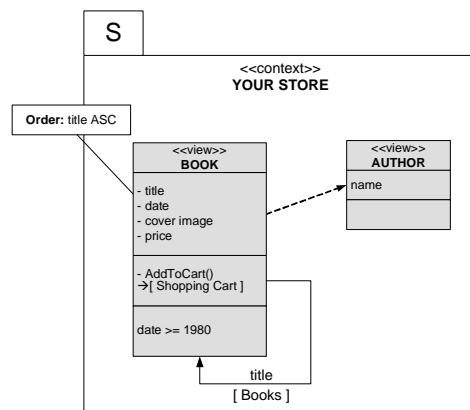 S
<<context>>
YOUR STORE
Order: title ASC
<<view>>
BOOK
- title
- date
- cover image
- price
- AddToCart()
→[ Shopping Cart ]
date >= 1980
<<view>>
AUTHOR
name
title
[ Books ]